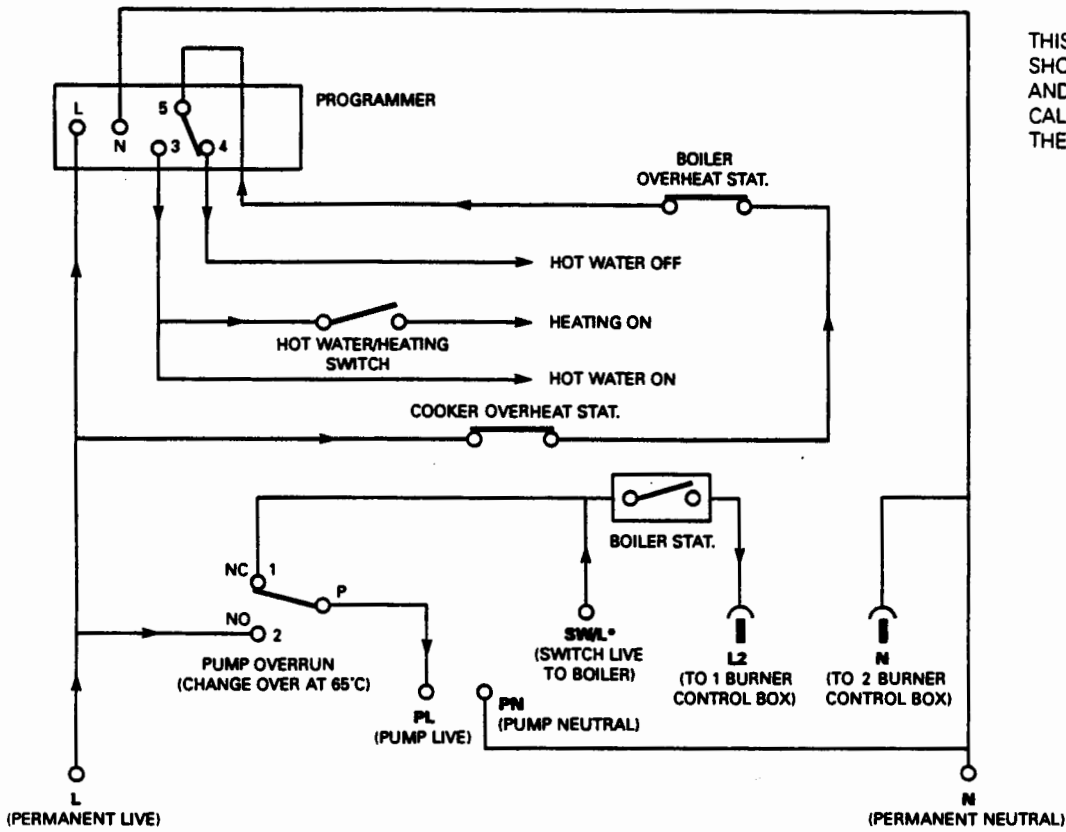 THIS
SHO
AND
CAL
THE
PROGRAMMER
L
N
5
3
4
BOILER
OVERHEAT STAT.
HOT WATER OFF
HEATING ON
HOT WATER/HEATING
SWITCH
HOT WATER ON
COOKER OVERHEAT STAT.
BOILER STAT.
NC 1
P
NO 2
PUMP OVERRUN
(CHANGE OVER AT 65°C)
SW/L*
(SWITCH LIVE
TO BOILER)
L2
(TO 1 BURNER
CONTROL BOX)
N
(TO 2 BURNER
CONTROL BOX)
PL
(PUMP LIVE)
PN
(PUMP NEUTRAL)
L
(PERMANENT LIVE)
N
(PERMANENT NEUTRAL)